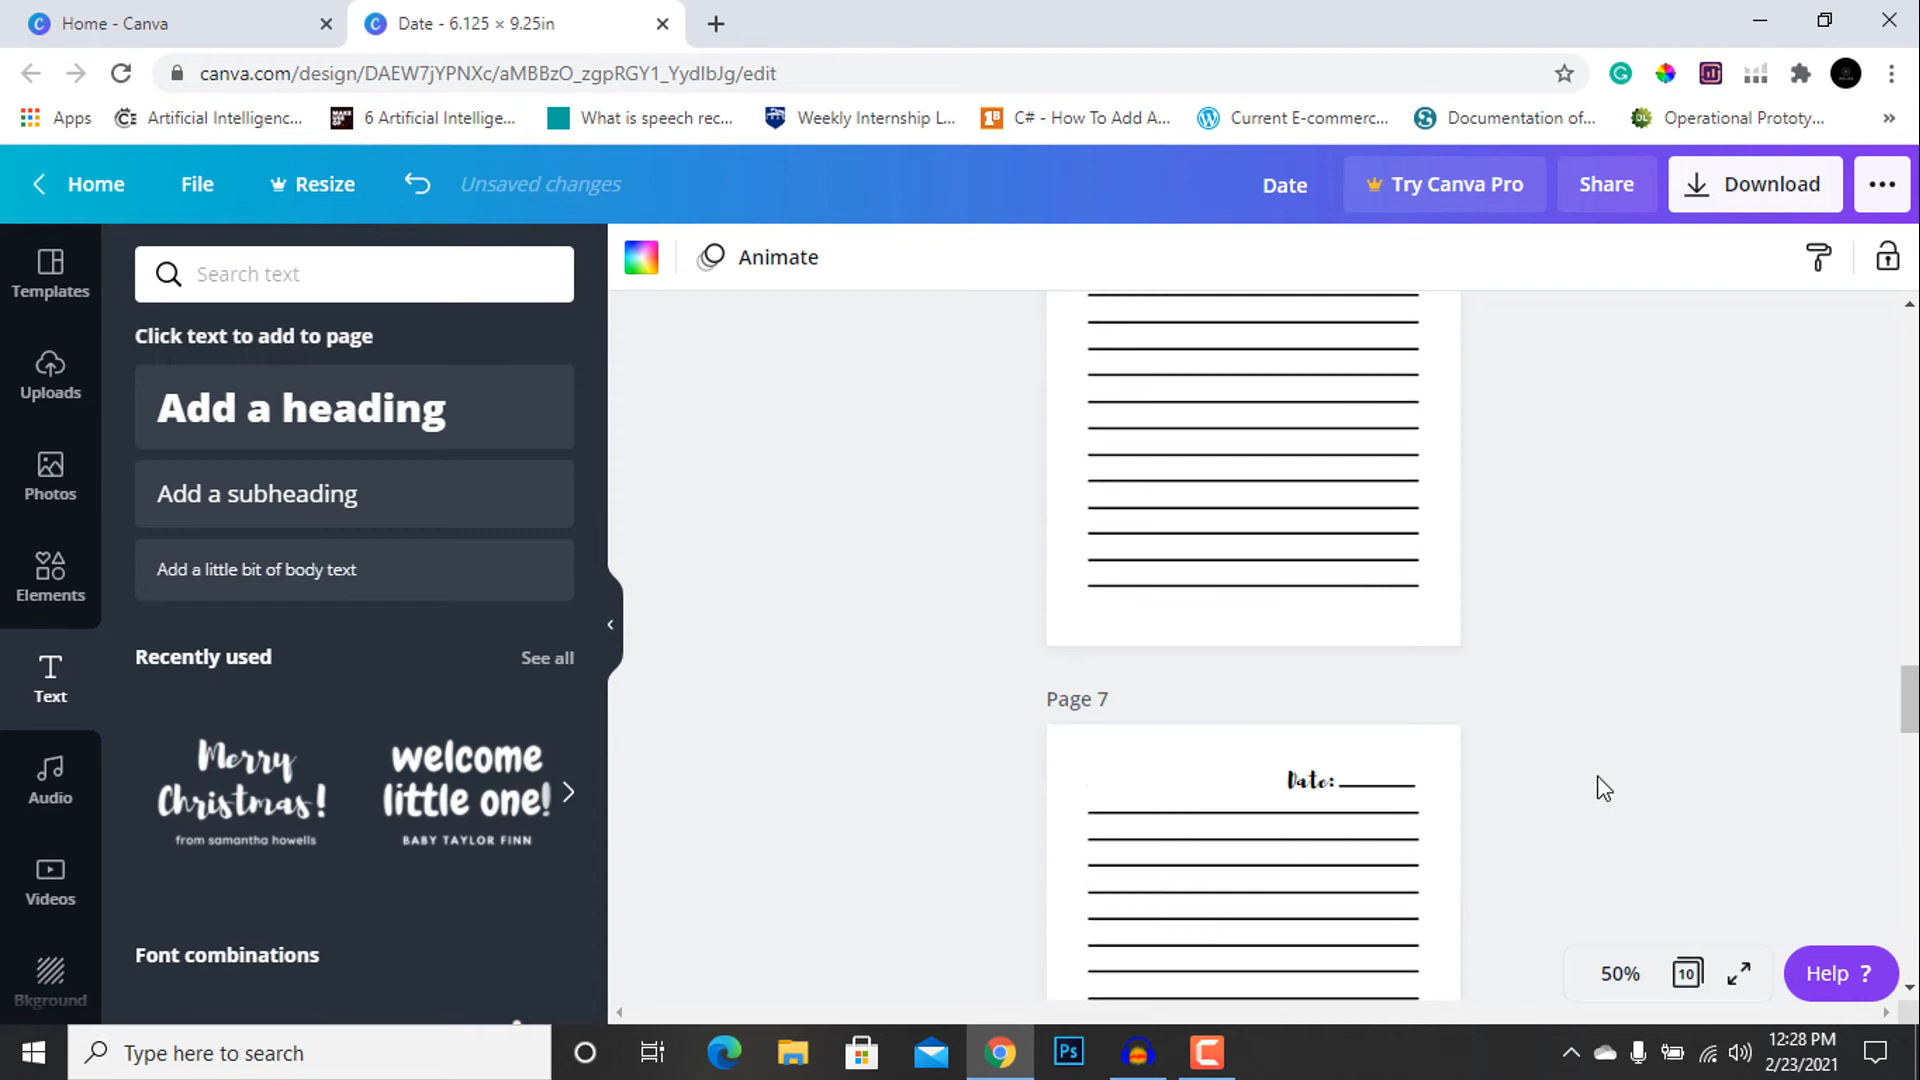 Home - Canva
Date - 6.125 × 9.25in
canva.com/design/DAEW7jYPNXc/aMBBzO_zgpRGY1_YydIbJg/edit
Apps
Artificial Intelligenc...
6 Artificial Intellige...
What is speech rec...
Weekly Internship L...
C# - How To Add A...
Current E-commerc...
Documentation of...
Operational Prototy...
»
Home
File
Resize
Unsaved changes
Date
Try Canva Pro
Share
Download
Templates
Uploads
Photos
Elements
Text
Audio
Videos
Bkground
Search text
Click text to add to page
Add a heading
Add a subheading
Add a little bit of body text
Recently used
See all
Merry
Christmas!
from samantha howells
welcome
little one!
BABY TAYLOR FINN
Font combinations
Animate
Page 7
Date:
50%
10
Help ?
Type here to search
Ps
12:28 PM
2/23/2021